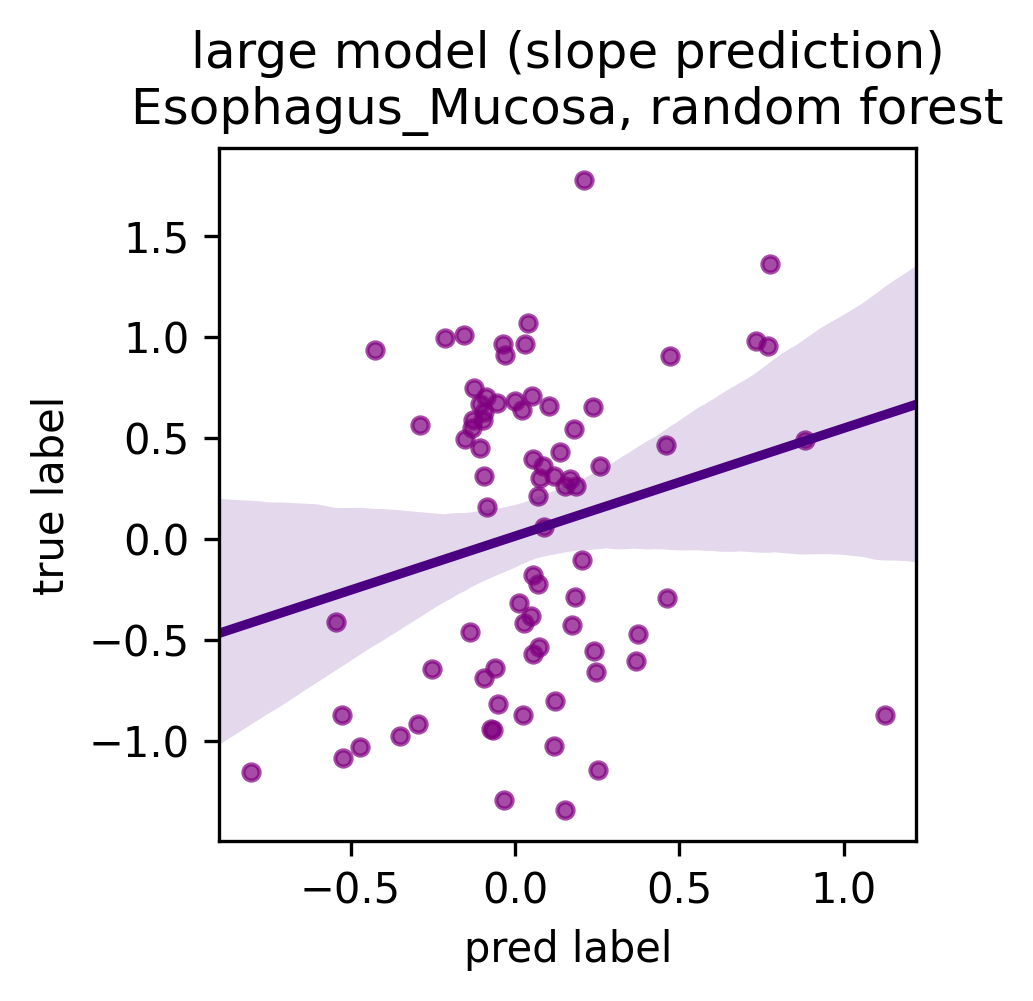 large model (slope prediction)
Esophagus_Mucosa, random forest
true label
1.5
1.0
0.5
0.0
−0.5
−1.0
−0.5
0.0
0.5
1.0
pred label